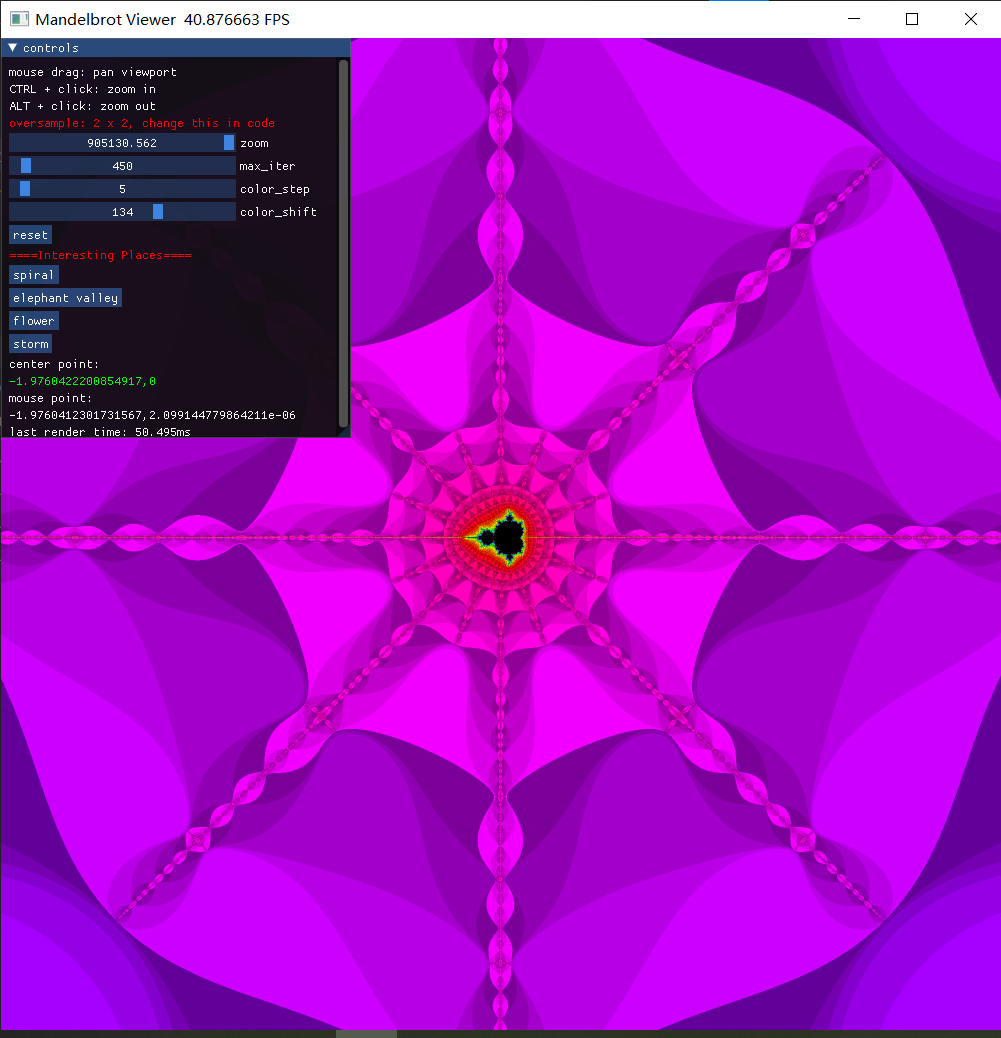 Mandelbrot Viewer 40.876663 FPS
controls
mouse drag: pan viewport
CTRL + click: zoom in
ALT + click: zoom out
oversample: 2 x 2, change this in code
905130.562 zoom
450 max_iter
5 color_step
134 color_shift
reset
====Interesting Places====
spiral
elephant valley
flower
storm
center point:
-1.9760422200854917,0
mouse point:
-1.9760412301731567,2.099144779864211e-06
last render time: 50.495ms